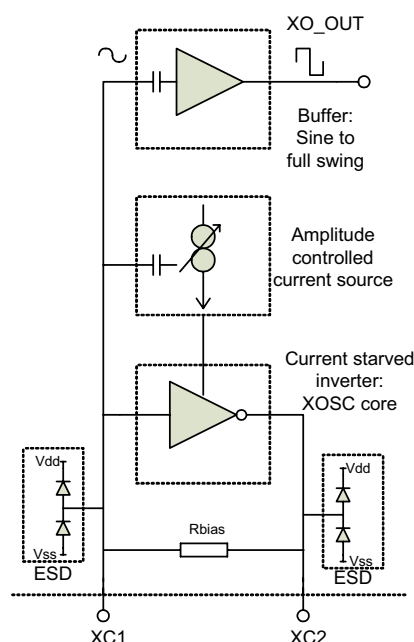 XO_OUT
Buffer:
Sine to
full swing
Amplitude
controlled
current source
Current starved
inverter:
XOSC core
Vdd
Vss
ESD
Rbias
Vdd
Vss
ESD
XC1
XC2